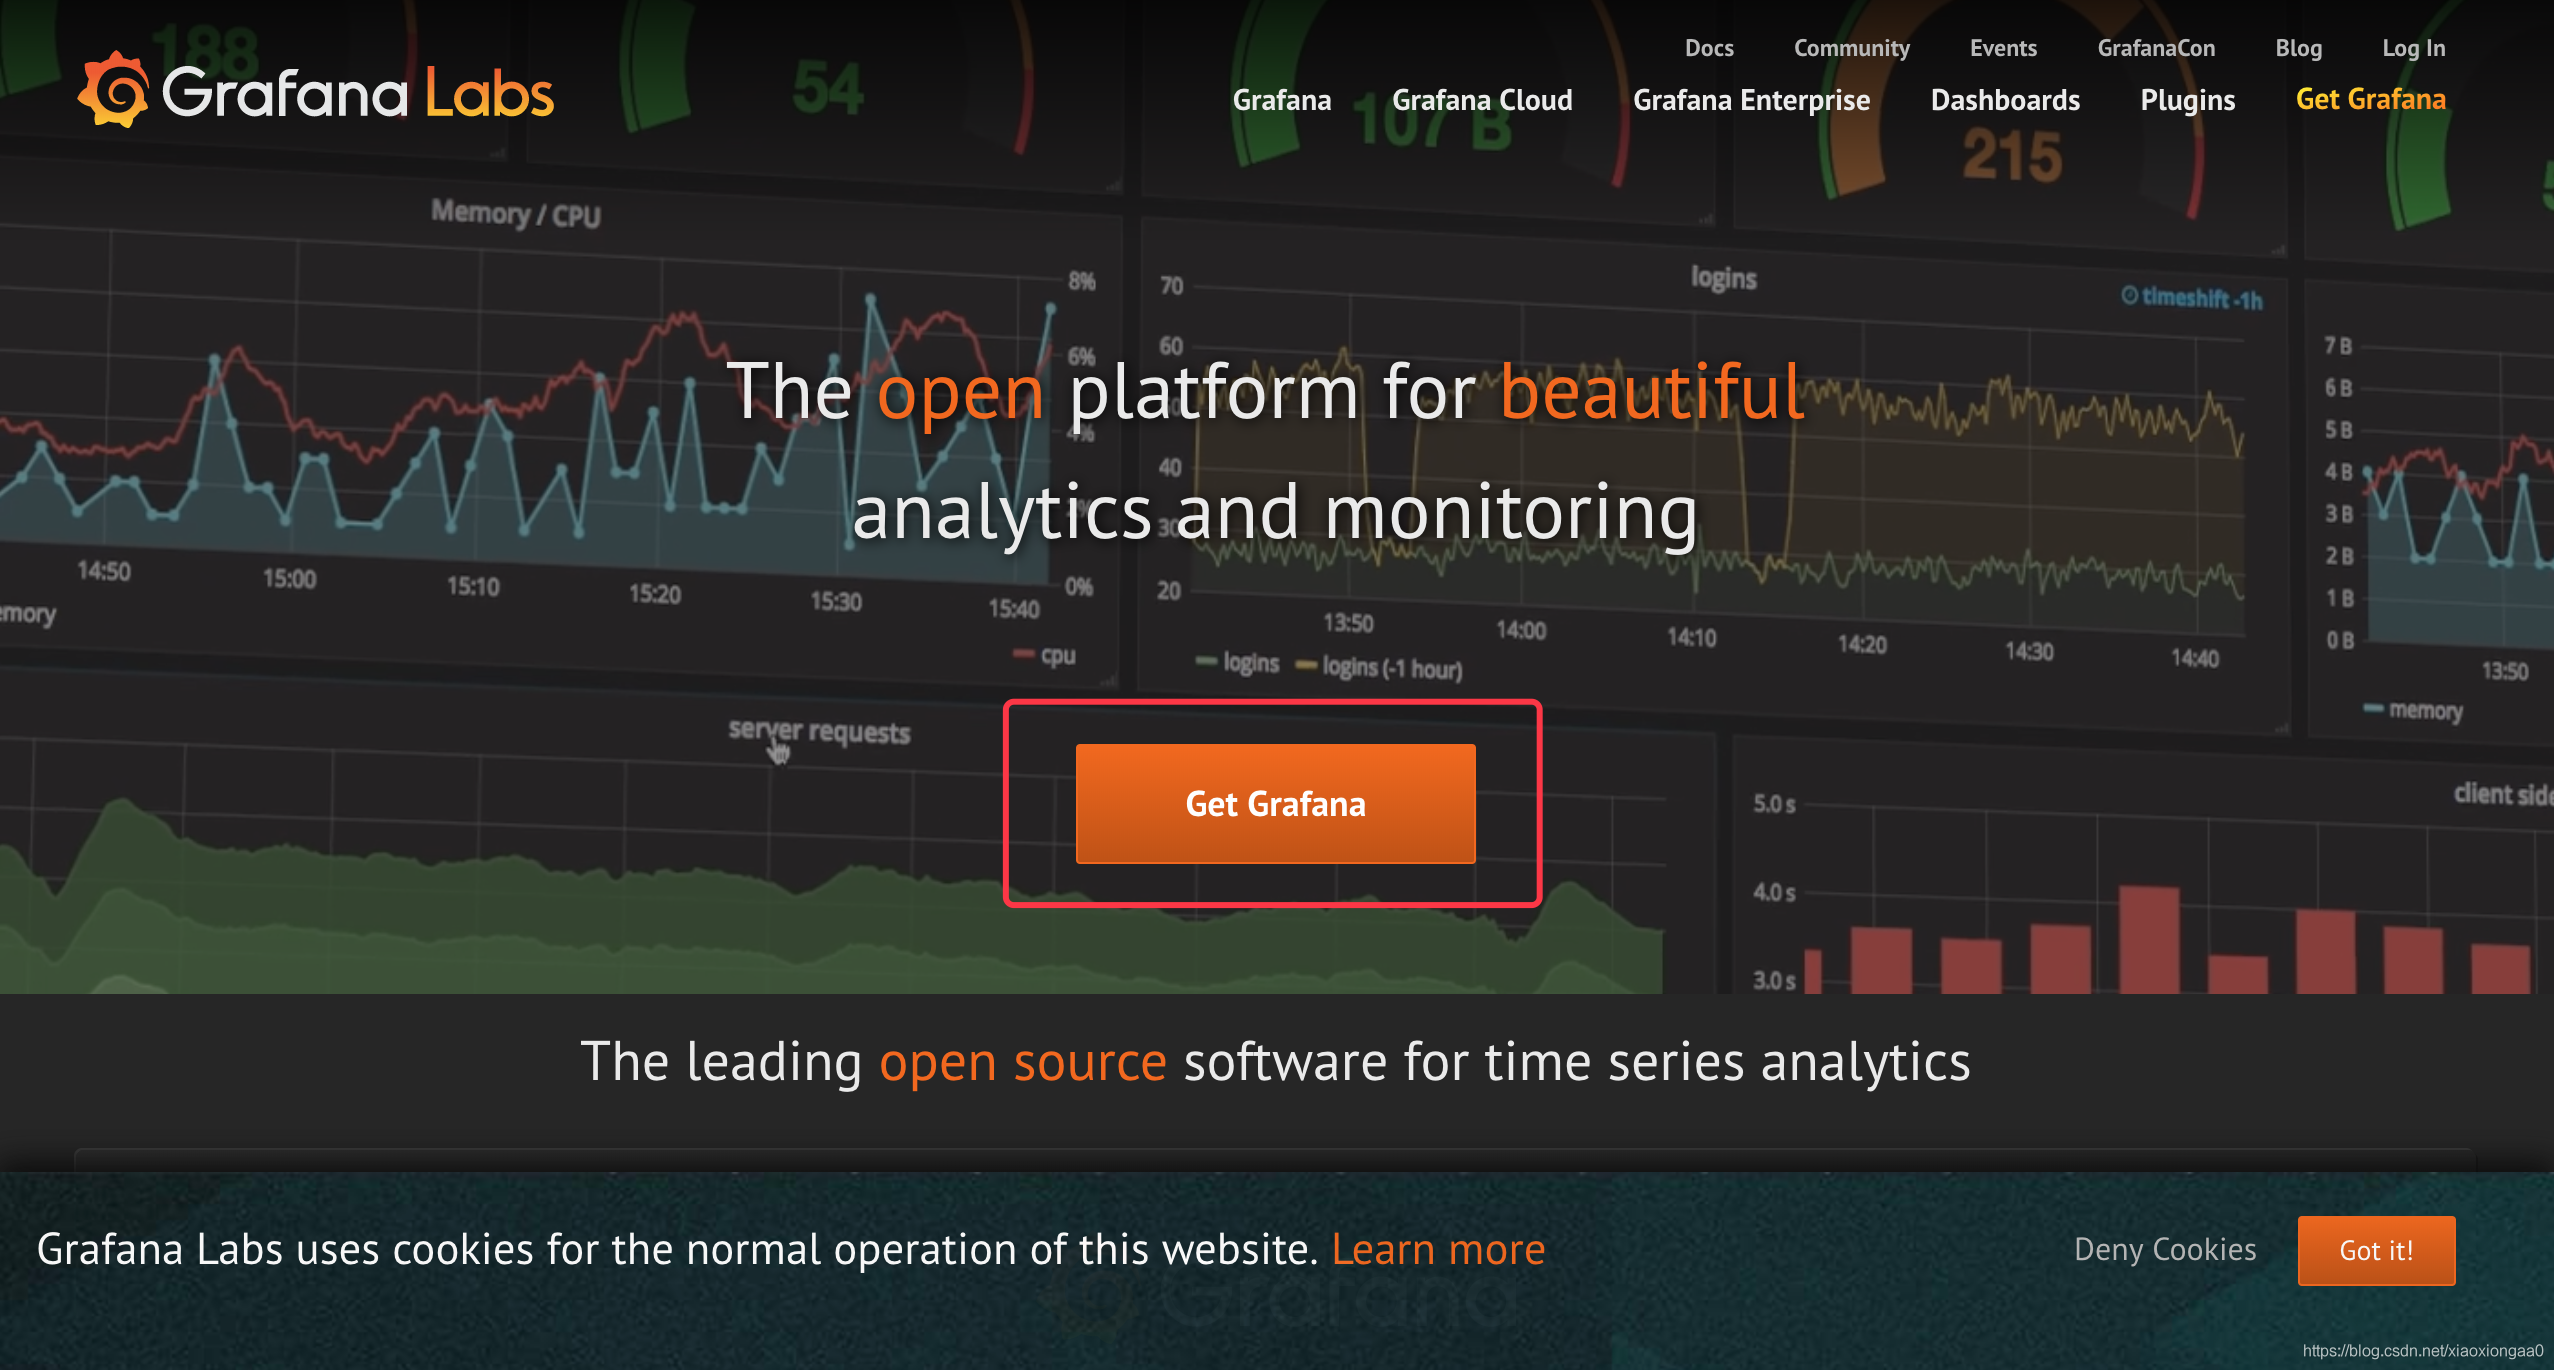 Docs Community Events GrafanaCon Blog Log In
Grafana Labs
Grafana Grafana Cloud Grafana Enterprise Dashboards Plugins Get Grafana
188
54
107 B
215
Memory / CPU
8%
6%
4%
0%
14:50 15:00 15:10 15:20 15:30 15:40
emory
cpu
logins
timeshift -1h
70
60
40
30
20
13:50 14:00 14:10 14:20 14:30 14:40
logins logins (-1 hour)
7 B
6 B
5 B
4 B
3 B
2 B
1 B
0 B
13:50
memory
The open platform for beautiful
analytics and monitoring
server requests
Get Grafana
client side
5.0 s
4.0 s
3.0 s
The leading open source software for time series analytics
Grafana Labs uses cookies for the normal operation of this website. Learn more
Deny Cookies
Got it!
Grafana
https://blog.csdn.net/xiaoxiongaa0